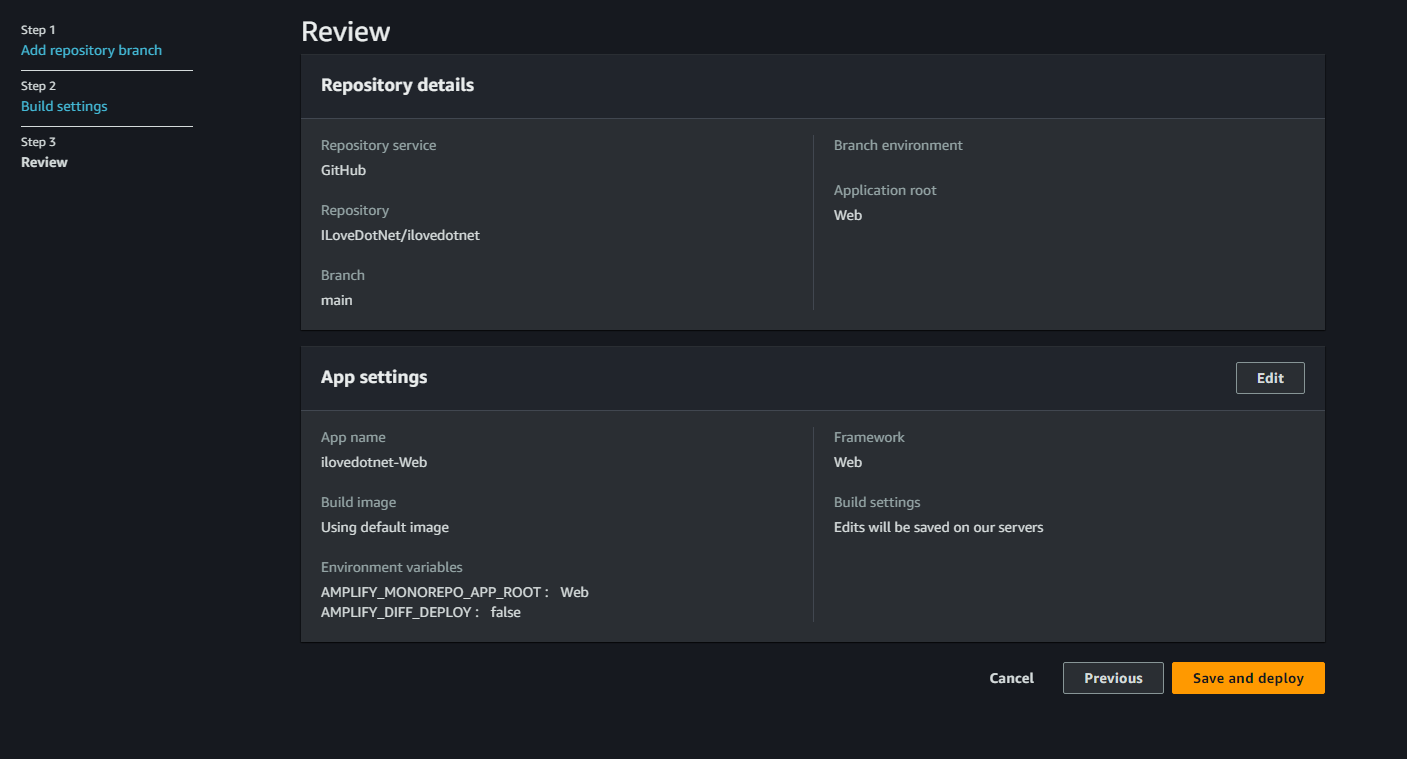 Step 1
Add repository branch
Step 2
Build settings
Step 3
Review
Review
Repository details
Repository service
GitHub
Repository
ILoveDotNet/ilovedotnet
Branch
main
Branch environment
Application root
Web
App settings
Edit
App name
ilovedotnet-Web
Build image
Using default image
Environment variables
AMPLIFY_MONOREPO_APP_ROOT : Web
AMPLIFY_DIFF_DEPLOY : false
Framework
Web
Build settings
Edits will be saved on our servers
Cancel
Previous
Save and deploy